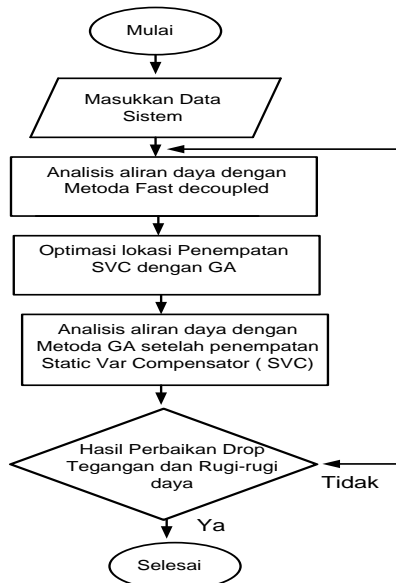 Mulai
Masukkan Data
Sistem
Analisis aliran daya dengan
Metoda Fast decoupled
Optimasi lokasi Penempatan
SVC dengan GA
Analisis aliran daya dengan
Metoda GA setelah penempatan
Static Var Compensator ( SVC)
Hasil Perbaikan Drop
Tegangan dan Rugi-rugi
daya
Tidak
Ya
Selesai